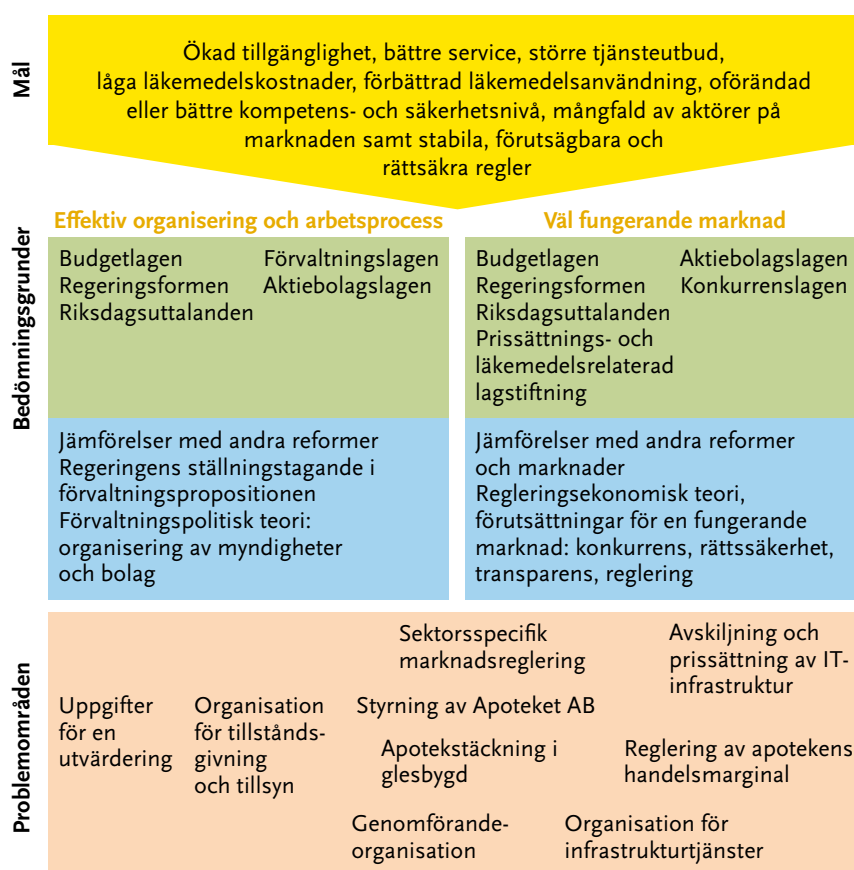 Mål
Ökad tillgänglighet, bättre service, större tjänsteutbud,
låga läkemedelskostnader, förbättrad läkemedelsanvändning, oförändad
eller bättre kompetens- och säkerhetsnivå, mångfald av aktörer på
marknaden samt stabila, förutsägbara och
rättsäkra regler
Bedömningsgrunder
Effektiv organisering och arbetsprocess
Budgetlagen
Regeringsformen
Riksdagsuttalanden
Förvaltningslagen
Aktiebolagslagen
Jämförelser med andra reformer
Regeringens ställningstagande i
förvaltningspropositionen
Förvaltningspolitisk teori:
organisering av myndigheter
och bolag
Väl fungerande marknad
Budgetlagen
Regeringsformen
Riksdagsuttalanden
Prissättnings- och
läkemedelsrelaterad
lagstiftning
Aktiebolagslagen
Konkurrenslagen
Jämförelser med andra reformer
och marknader
Regleringsekonomisk teori,
förutsättningar för en fungerande
marknad: konkurrens, rättssäkerhet,
transparens, reglering
Problemområden
Uppgifter
för en
utvärdering
Organisation
för tillstånds-
givning
och tillsyn
Sektorsspecifik
marknadsreglering
Avskiljning och
prissättning av IT-
infrastruktur
Styrning av Apoteket AB
Apotekstäckning i
glesbygd
Reglering av apotekens
handelsmarginal
Genomförande-
organisation
Organisation för
infrastrukturtjänster